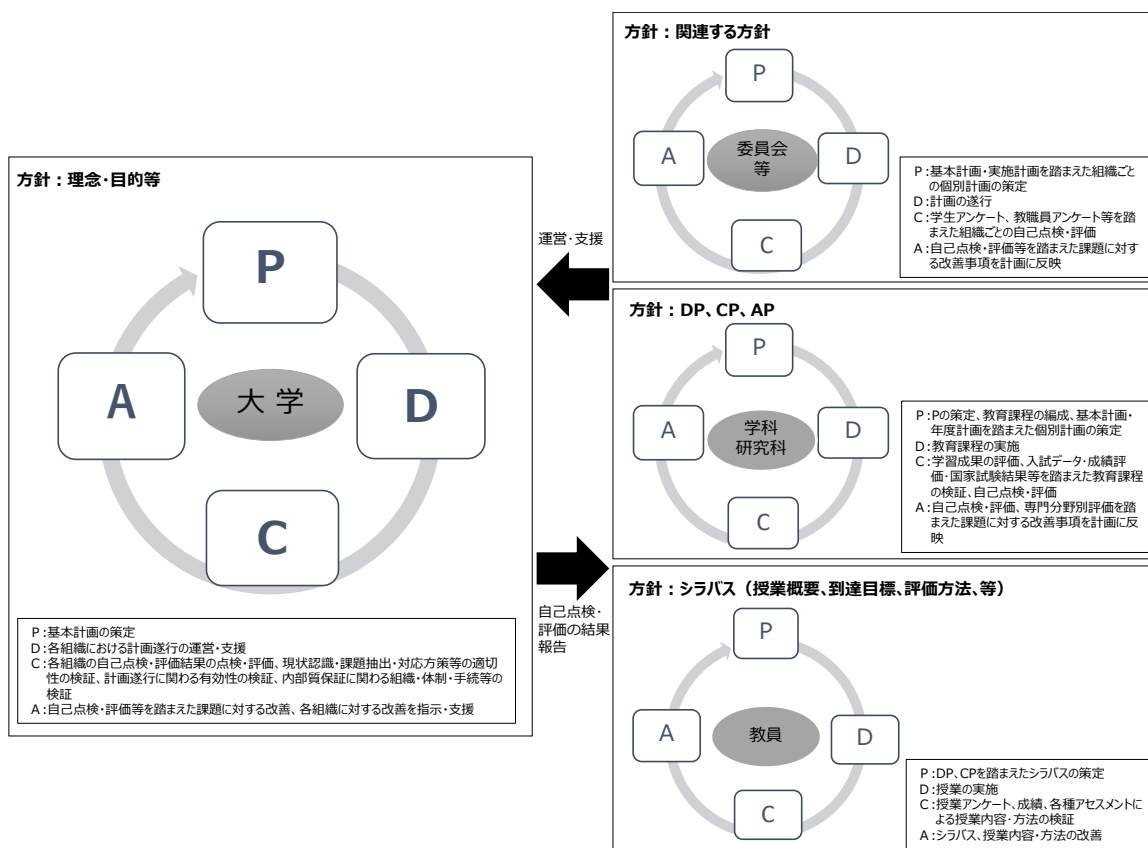 方針：理念・目的等
P
D
C
A
大 学
P：基本計画の策定
D：各組織における計画遂行の運営・支援
C：各組織の自己点検・評価結果の点検・評価、現状認識・課題抽出・対応方策等の適切
性の検証、計画遂行に関わる有効性の検証、内部質保証に関わる組織・体制・手続等の
検証
A：自己点検・評価等を踏まえた課題に対する改善、各組織に対する改善を指示・支援
運営・支援
自己点検・
評価の結果
報告
方針：関連する方針
P
D
C
A
委員会
等
P：基本計画・実施計画を踏まえた組織ごと
の個別計画の策定
D：計画の遂行
C：学生アンケート、教職員アンケート等を踏
まえた組織ごとの自己点検・評価
A：自己点検・評価等を踏まえた課題に対す
る改善事項を計画に反映
方針：DP、CP、AP
P
D
C
A
学科
研究科
P：Pの策定、教育課程の編成、基本計画・
年度計画を踏まえた個別計画の策定
D：教育課程の実施
C：学習成果の評価、入試データ・成績評
価・国家試験結果等を踏まえた教育課程
の検証、自己点検・評価
A：自己点検・評価、専門分野別評価を踏
まえた課題に対する改善事項を計画に反
映
方針：シラバス（授業概要、到達目標、評価方法、等）
P
D
C
A
教員
P：DP、CPを踏まえたシラバスの策定
D：授業の実施
C：授業アンケート、成績、各種アセスメントに
よる授業内容・方法の検証
A：シラバス、授業内容・方法の改善